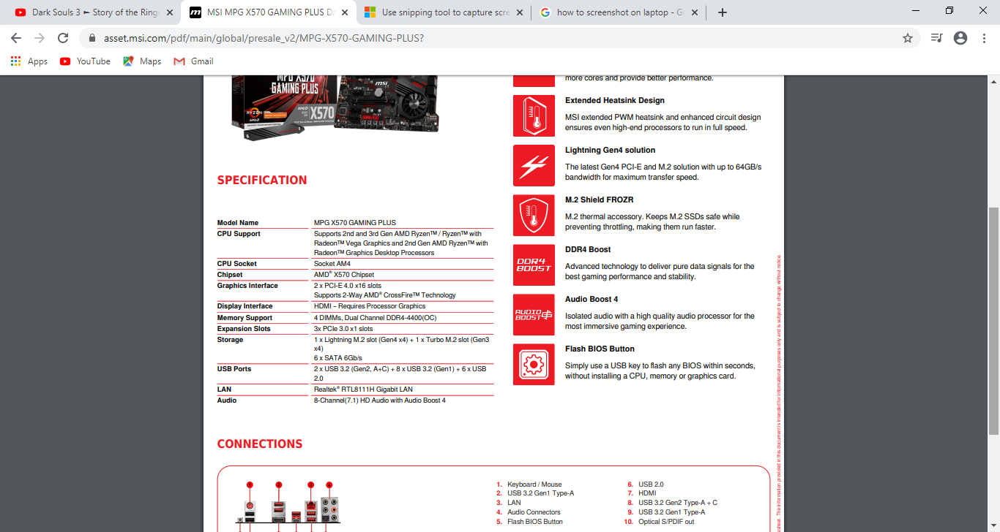 Dark Souls 3 ► Story of the Ringe
MSI MPG X570 GAMING PLUS Da
Use snipping tool to capture scre
how to screenshot on laptop - Go
asset.msi.com/pdf/main/global/presale_v2/MPG-X570-GAMING-PLUS?
Apps
YouTube
Maps
Gmail
MPG X570
GAMING PLUS
msi
RYZEN
AMD
AMD
X570
GAMING PLUS
SPECIFICATION
Model Name MPG X570 GAMING PLUS
CPU Support Supports 2nd and 3rd Gen AMD Ryzen™ / Ryzen™ with
Radeon™ Vega Graphics and 2nd Gen AMD Ryzen™ with
Radeon™ Graphics Desktop Processors
CPU Socket Socket AM4
Chipset AMD® X570 Chipset
Graphics Interface 2 x PCI-E 4.0 x16 slots
Supports 2-Way AMD® CrossFire™ Technology
Display Interface HDMI – Requires Processor Graphics
Memory Support 4 DIMMs, Dual Channel DDR4-4400(OC)
Expansion Slots 3x PCIe 3.0 x1 slots
Storage 1 x Lightning M.2 slot (Gen4 x4) + 1 x Turbo M.2 slot (Gen3
x4)
6 x SATA 6Gb/s
USB Ports 2 x USB 3.2 (Gen2, A+C) + 8 x USB 3.2 (Gen1) + 6 x USB
2.0
LAN Realtek® RTL8111H Gigabit LAN
Audio 8-Channel(7.1) HD Audio with Audio Boost 4
more cores and provide better performance.
Extended Heatsink Design
MSI extended PWM heatsink and enhanced circuit design
ensures even high-end processors to run in full speed.
Lightning Gen4 solution
The latest Gen4 PCI-E and M.2 solution with up to 64GB/s
bandwidth for maximum transfer speed.
M.2 Shield FROZR
M.2 thermal accessory. Keeps M.2 SSDs safe while
preventing throttling, making them run faster.
DDR4
BOOST
DDR4 Boost
Advanced technology to deliver pure data signals for the
best gaming performance and stability.
AUDIO
BOOST
Audio Boost 4
Isolated audio with a high quality audio processor for the
most immersive gaming experience.
Flash BIOS Button
Simply use a USB key to flash any BIOS within seconds,
without installing a CPU, memory or graphics card.
sheet. The information provided in this document is intended for informational purposes only and is subject to change without notice.
CONNECTIONS
1 2 3 4
1. Keyboard / Mouse
2. USB 3.2 Gen1 Type-A
3. LAN
4. Audio Connectors
5. Flash BIOS Button
6. USB 2.0
7. HDMI
8. USB 3.2 Gen2 Type-A + C
9. USB 3.2 Gen1 Type-A
10. Optical S/PDIF out